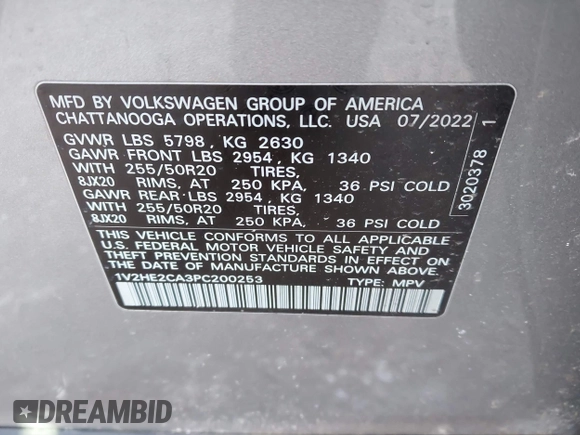 MFD BY VOLKSWAGEN GROUP OF AMERICA
CHATTANOOGA OPERATIONS, LLC. USA 07/2022
GVWR LBS 5798, KG 2630
GAWR FRONT LBS 2954, KG 1340
WITH 255/50R20 TIRES,
8JX20 RIMS, AT 250 KPA, 36 PSI COLD
GAWR REAR LBS 2954, KG 1340
WITH 255/50R20 TIRES,
8JX20 RIMS, AT 250 KPA, 36 PSI COLD
THIS VEHICLE CONFORMS TO ALL APPLICABLE
U.S. FEDERAL MOTOR VEHICLE SAFETY AND
THEFT PREVENTION STANDARDS IN EFFECT ON
THE DATE OF MANUFACTURE SHOWN ABOVE.
1V2HE2CA3PC200253 TYPE: MPV
3020378 1
DREAMBID